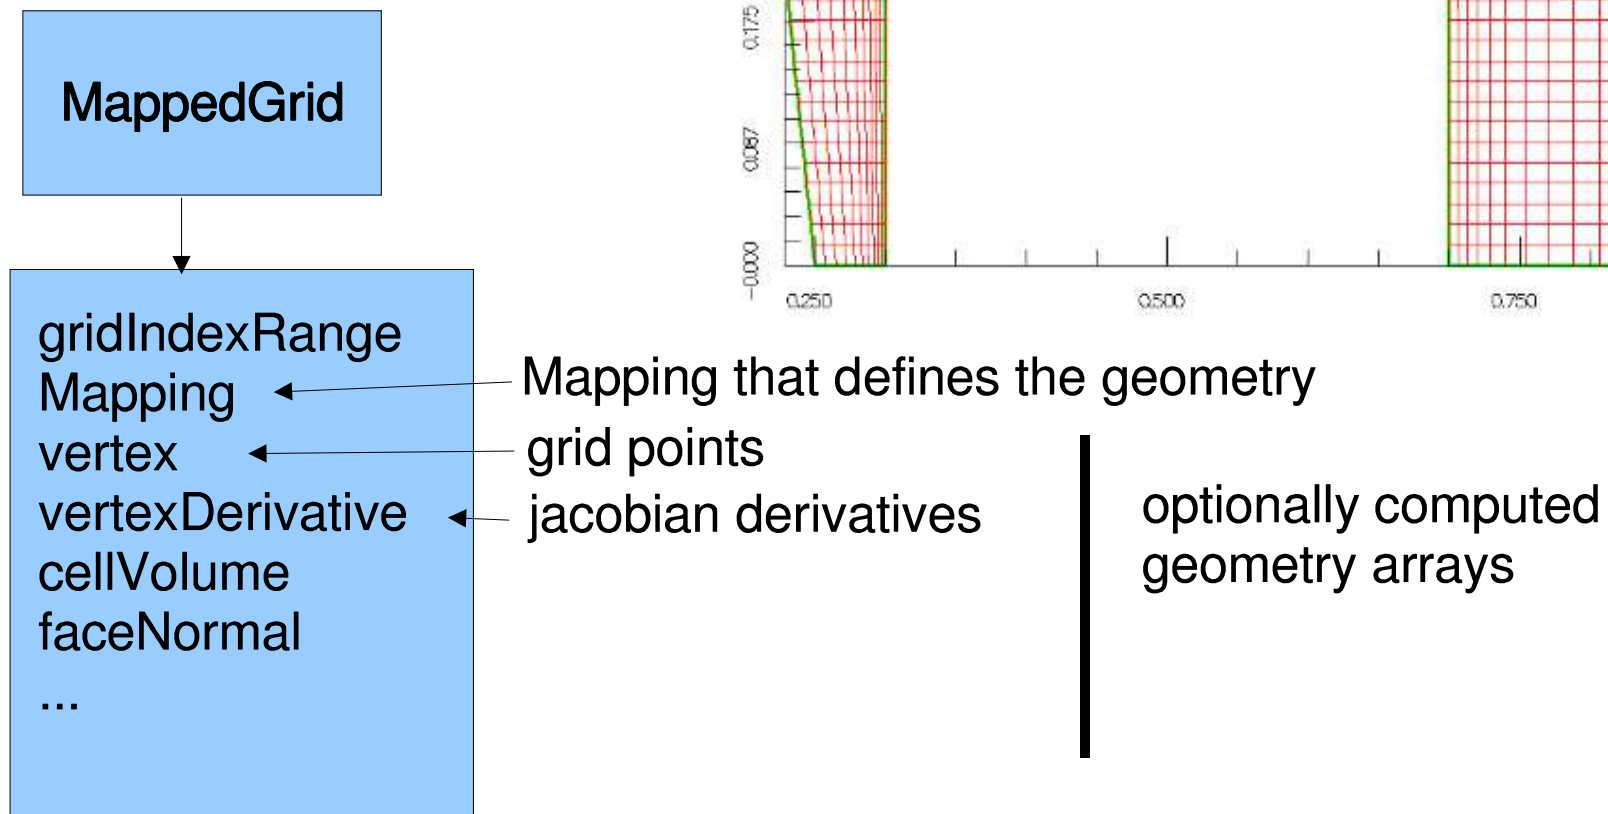 MappedGrid
0.175
0.087
-0.000
0.250
0.500
0.750
gridIndexRange
Mapping
vertex
vertexDerivative
cellVolume
faceNormal
...
Mapping that defines the geometry
grid points
jacobian derivatives
optionally computed
geometry arrays